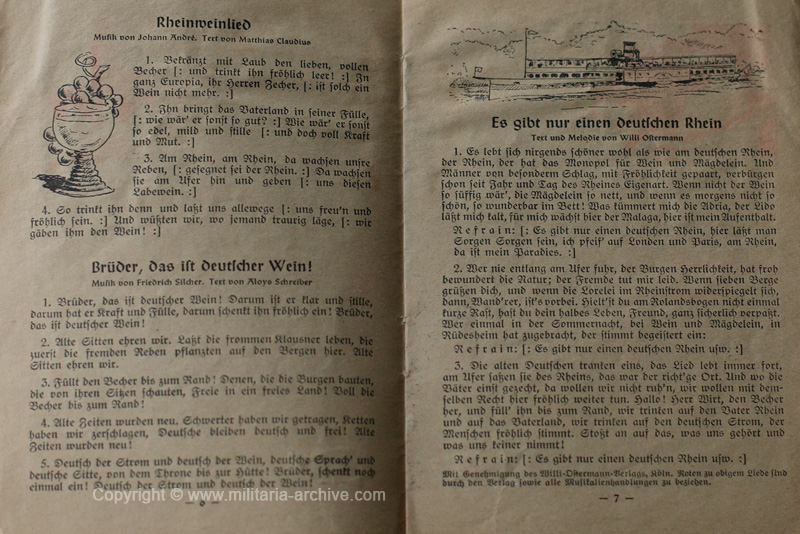 Rheinweinlied
Musik von Johann André. Text von Matthias Claudius
1. Bekränzt mit Laub den lieben, vollen
Becher [: und trinkt ihn fröhlich leer! :] In
ganz Europia, ihr Herren Zecher, [: ist solch ein
Wein nicht mehr. :]
2. Ihn bringt das Vaterland in seiner Fülle,
[: wie wär' er sonst so gut? :] Wie wär' er sonst
so edel, mild und stille [: und doch voll Kraft
und Mut. :]
3. Am Rhein, am Rhein, da wachsen unsre
Reben, [: gesegnet sei der Rhein. :] Da wachsen
sie am Ufer hin und geben [: uns diesen
Labewein. :]
4. So trinkt ihn denn und laßt uns allewege [: uns freu'n und
fröhlich sein. :] Und wüßten wir, wo jemand traurig läge, [: wir
gäben ihm den Wein! :]
Brüder, das ist deutscher Wein!
Musik von Friedrich Silcher. Text von Aloys Schreiber
1. Brüder, das ist deutscher Wein! Darum ist er klar und stille,
darum hat er Kraft und Fülle, darum schenkt ihn fröhlich ein! Brüder,
das ist deutscher Wein!
2. Alte Sitten ehren wir. Laßt die frommen Klausner leben, die
zuerst die fremden Reben pflanzten auf den Bergen hier. Alte
Sitten ehren wir.
3. Füllt den Becher bis zum Rand! Denen, die die Burgen bauten,
die von ihren Sitzen schauten, Freie in ein freies Land! Voll die
Becher bis zum Rand!
4. Alte Zeiten wurden neu. Schwerter haben wir getragen, Ketten
haben wir zerschlagen, Deutsche bleiben deutsch und frei! Alte
Zeiten wurden neu!
5. Deutsch der Strom und deutsch der Wein, deutsche Sprach' und
deutsche Sitte, von dem Throne bis zur Hütte! Brüder, schenkt noch
einmal ein! Deutsch der Strom und deutsch der Wein!
— 6 —
Es gibt nur einen deutschen Rhein
Text und Melodie von Willi Ostermann
1. Es lebt sich nirgends schöner wohl als wie am deutschen Rhein,
der Rhein, der hat das Monopol für Wein und Mägdelein. Und
Männer von besonderm Schlag, mit Fröhlichkeit gepaart, verbürgen
schon seit Jahr und Tag des Rheines Eigenart. Wenn nicht der Wein
so süffig wär', die Mägdelein so nett, und wenn es morgens nicht so
schön, so wunderbar im Bett! Was kümmert mich die Adria, der Lido
läßt mich kalt, für mich wächst hier der Malaga, hier ist mein Aufenthalt.
Refrain: [: Es gibt nur einen deutschen Rhein, hier läßt man
Sorgen Sorgen sein, ich pfeif' auf London und Paris, am Rhein,
da ist mein Paradies. :]
2. Wer nie entlang am Ufer fuhr, der Burgen Herrlichkeit, hat froh
bewundert die Natur; der Fremde tut mir leid. Wenn sieben Berge
grüßen dich, und wenn die Lorelei im Rheinstrom widerspiegelt sich,
dann, Wand'rer, ist's vorbei. Hielt'st du am Rolandsbogen nicht einmal
kurze Rast, hast du dein halbes Leben, Freund, ganz sicherlich verpaßt.
Wer einmal in der Sommernacht, bei Wein und Mägdelein, in
Rüdesheim hat zugebracht, der stimmt begeistert ein:
Refrain: [: Es gibt nur einen deutschen Rhein usw. :]
3. Die alten Deutschen tranken eins, das Lied lebt immer fort,
am Ufer saßen sie des Rheins, das war der richt'ge Ort. Und wo die
Väter einst gezecht, da wollen wir nicht ruh'n, wir wollen mit dem-
selben Recht hier fröhlich weiter tun. Hallo! Herr Wirt, den Becher
her, und füll' ihn bis zum Rand, wir trinken auf den Vater Rhein
und auf das Vaterland, wir trinken auf den deutschen Strom, der
Menschen fröhlich stimmt. Stoßt an auf das, was uns gehört und
was uns keiner nimmt!
Refrain: [: Es gibt nur einen deutschen Rhein usw. :]
Mit Genehmigung des Willi-Ostermann-Verlags, Köln. Noten zu obigem Liede sind
durch den Verlag sowie alle Musikalienhandlungen zu beziehen.
— 7 —
Copyright © www.militaria-archive.com